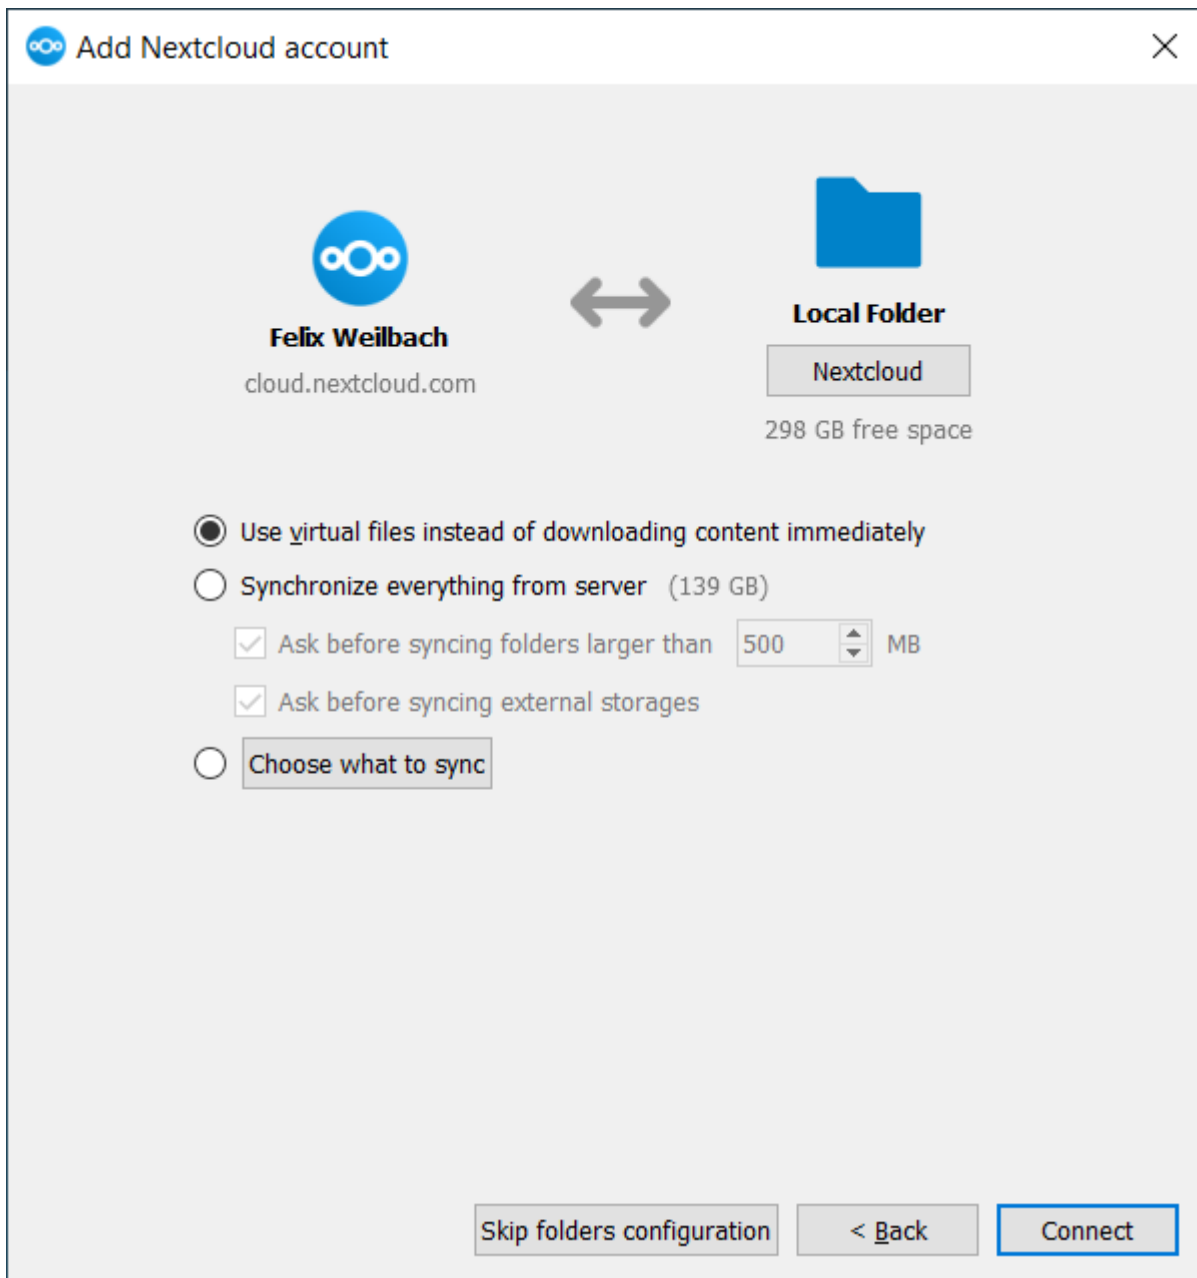 Add Nextcloud account
Felix Weilbach
cloud.nextcloud.com
Local Folder
Nextcloud
298 GB free space
Use virtual files instead of downloading content immediately
Synchronize everything from server (139 GB)
Ask before syncing folders larger than 500 MB
Ask before syncing external storages
Choose what to sync
Skip folders configuration < Back Connect